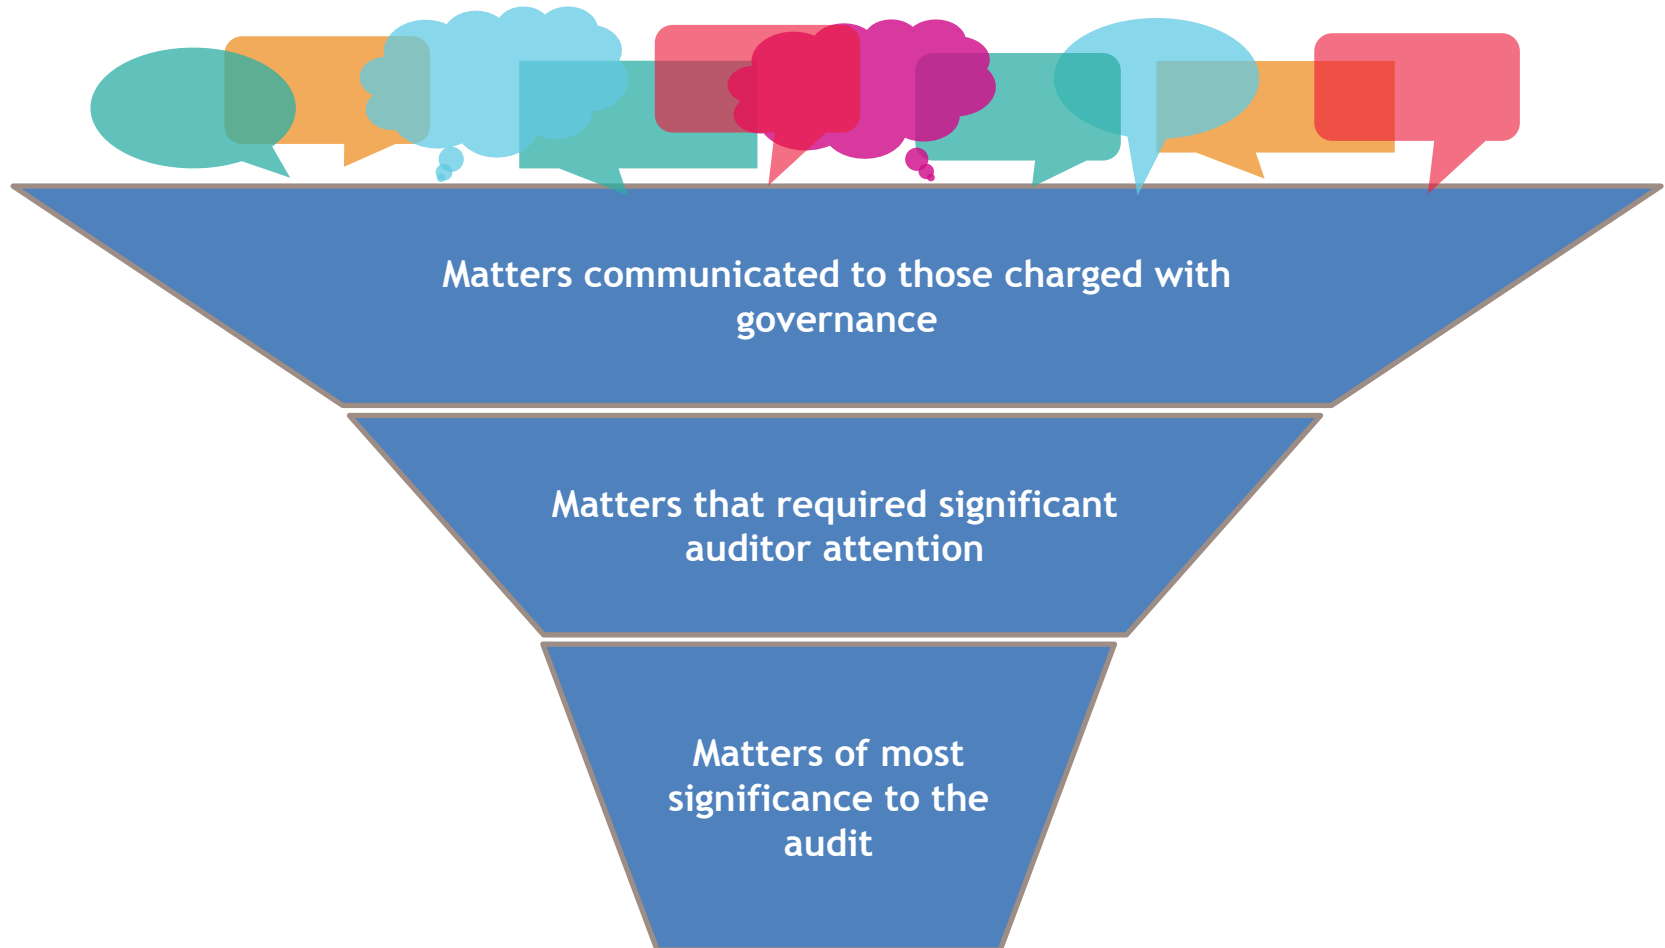 Matters communicated to those charged with
governance
Matters that required significant
auditor attention
Matters of most
significance to the
audit